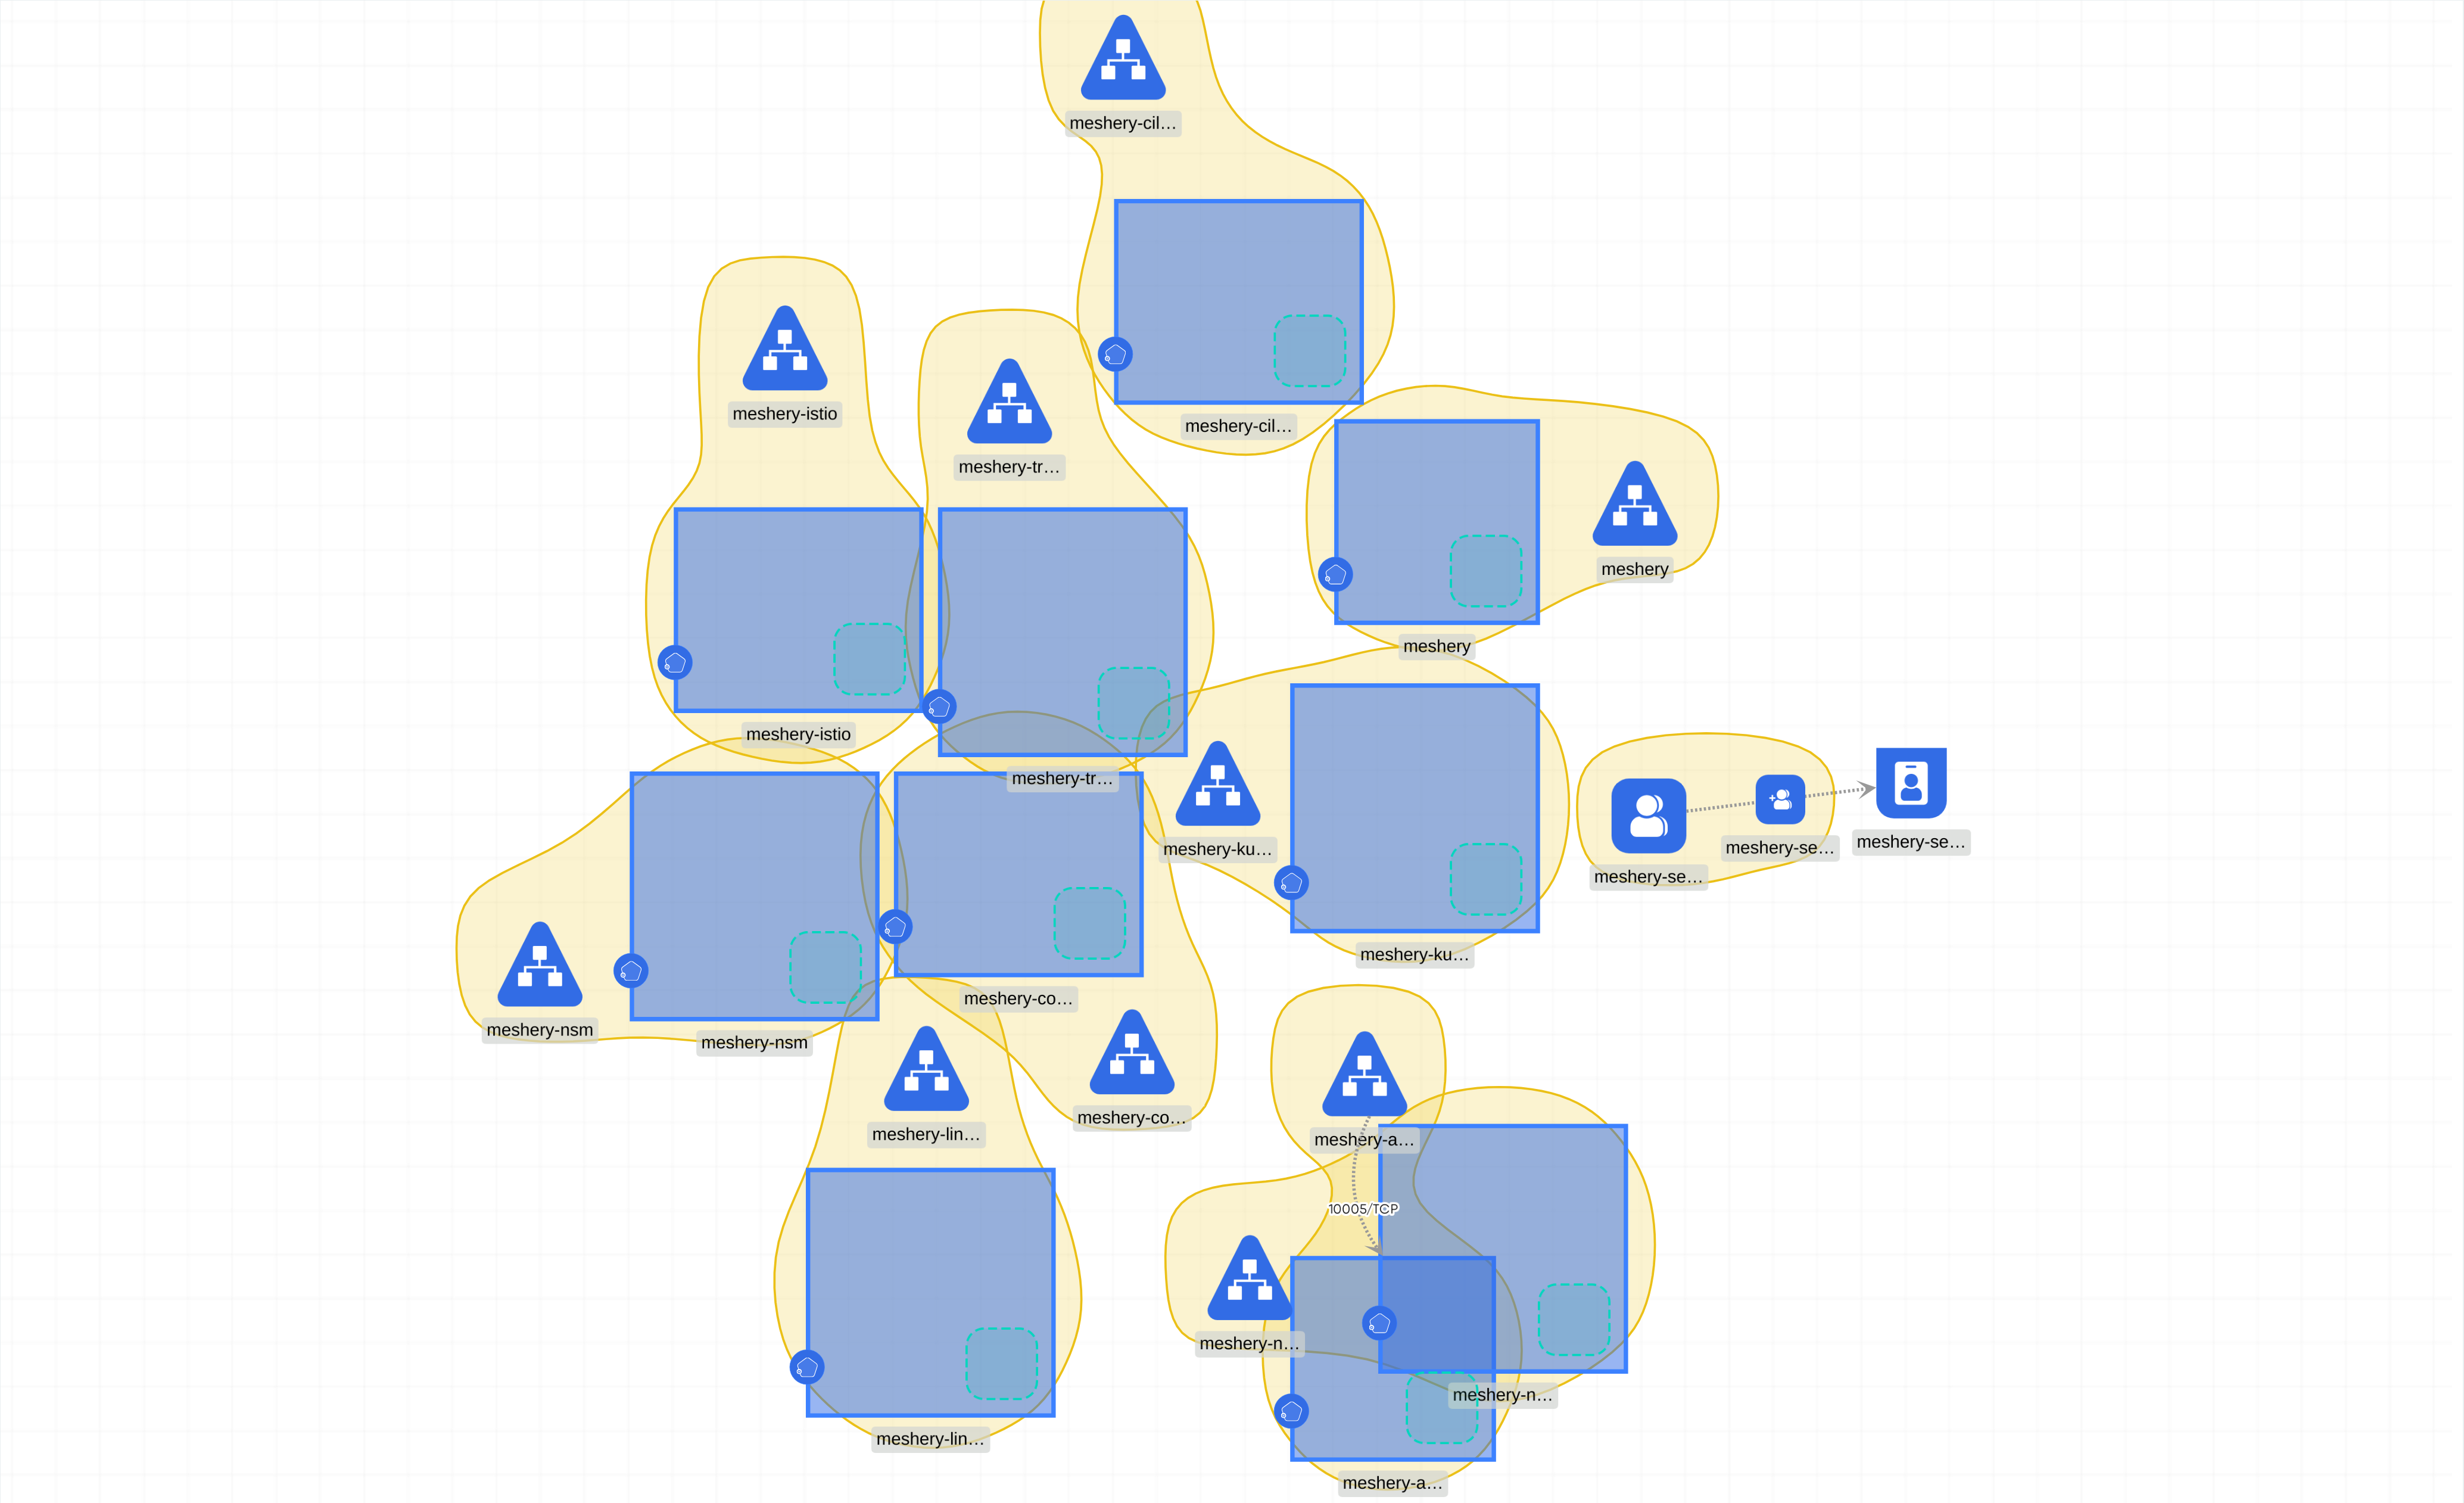 meshery-cil…
meshery-istio
meshery-cil…
meshery-tr…
meshery
meshery
meshery-istio
meshery-tr…
meshery-ku…
meshery-se…
meshery-se…
meshery-se…
meshery-ku…
meshery-co…
meshery-nsm
meshery-nsm
meshery-co…
meshery-lin…
meshery-a…
10005/TCP
meshery-n…
meshery-n…
meshery-lin…
meshery-a…